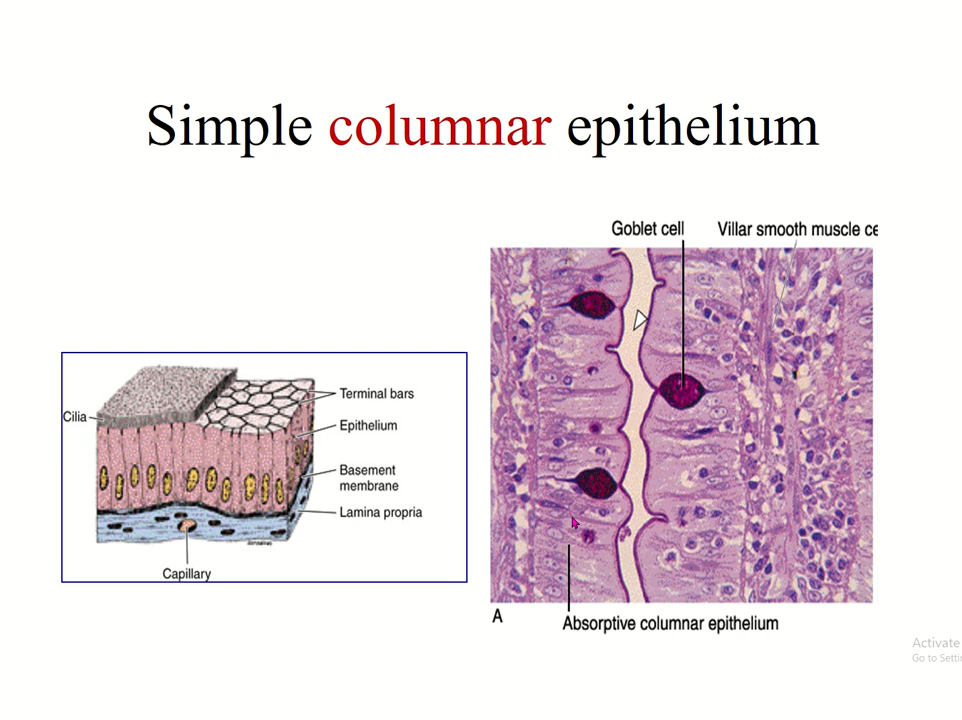 Simple columnar epithelium
Goblet cell
Villar smooth muscle ce
Cilia
Terminal bars
Epithelium
Basement
membrane
Lamina propria
Capillary
A
Absorptive columnar epithelium
Activate
Go to Setti